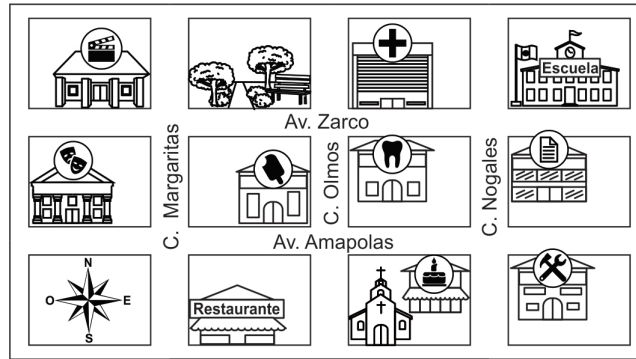 Escuela
Av. Zarco
C. Margaritas
C. Olmos
C. Nogales
Av. Amapolas
N
O
E
S
Restaurante